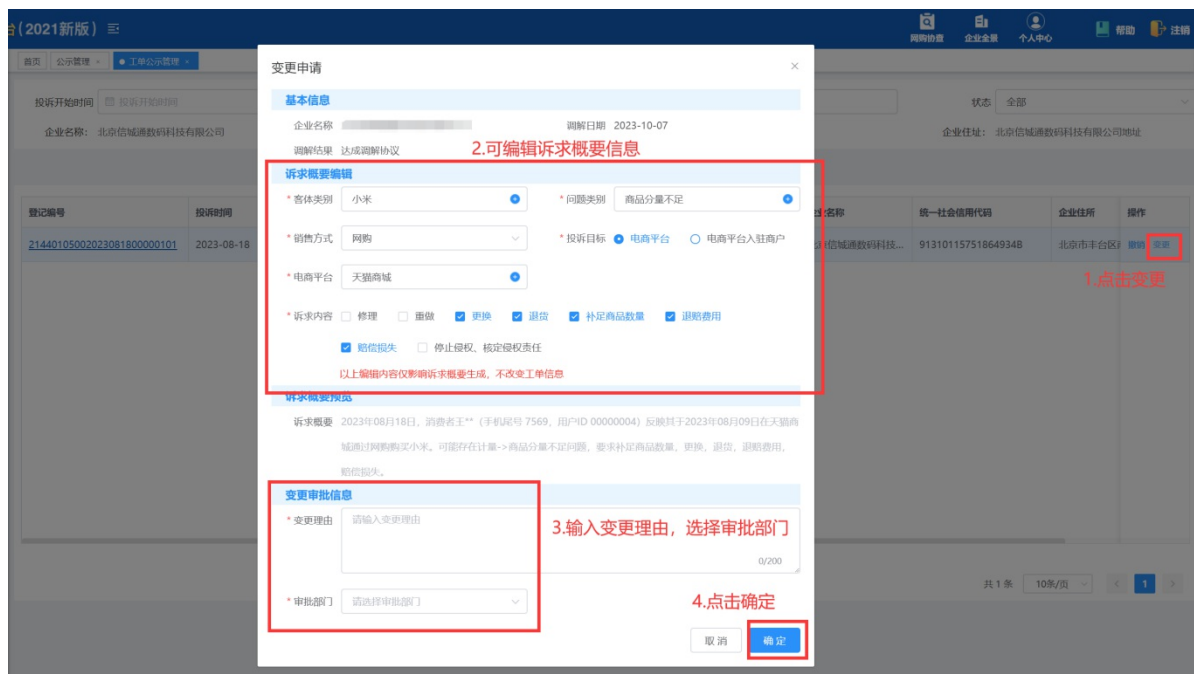 (2021新版)
网购协查 企业全景 个人中心 帮助 注销
首页 公示管理 × ● 工单公示管理 ×
变更申请 ×
投诉开始时间 投诉开始时间 状态 全部
基本信息
企业名称: 北京信城通数码科技有限公司 企业住址: 北京信城通数码科技有限公司地址
企业名称 调解日期 2023-10-07
调解结果 达成调解协议
2.可编辑诉求概要信息
诉求概要编辑
* 客体类别 小米 * 问题类别 商品分量不足
登记编号 投诉时间 名称 统一社会信用代码 企业住所 操作
* 销售方式 网购 * 投诉目标 电商平台 电商平台入驻商户
21440105002023081800000101 2023-08-18 信城通数码科技... 91310115751864934B 北京市丰台区 撤销 变更
1.点击变更
* 电商平台 天猫商城
* 诉求内容 修理 重做 更换 退货 补足商品数量 退赔费用
赔偿损失 停止侵权、核定侵权责任
以上编辑内容仅影响诉求概要生成，不改变工单信息
诉求概要预览
诉求概要 2023年08月18日，消费者王**（手机尾号 7569，用户ID 00000004）反映其于2023年08月09日在天猫商
城通过网购购买小米。可能存在计量->商品分量不足问题，要求补足商品数量，更换，退货，退赔费用，
赔偿损失。
变更审批信息
* 变更理由 请输入变更理由
3.输入变更理由，选择审批部门
0/200
共 1 条 10条/页 < 1 >
* 审批部门 请选择审批部门
4.点击确定
取消 确定